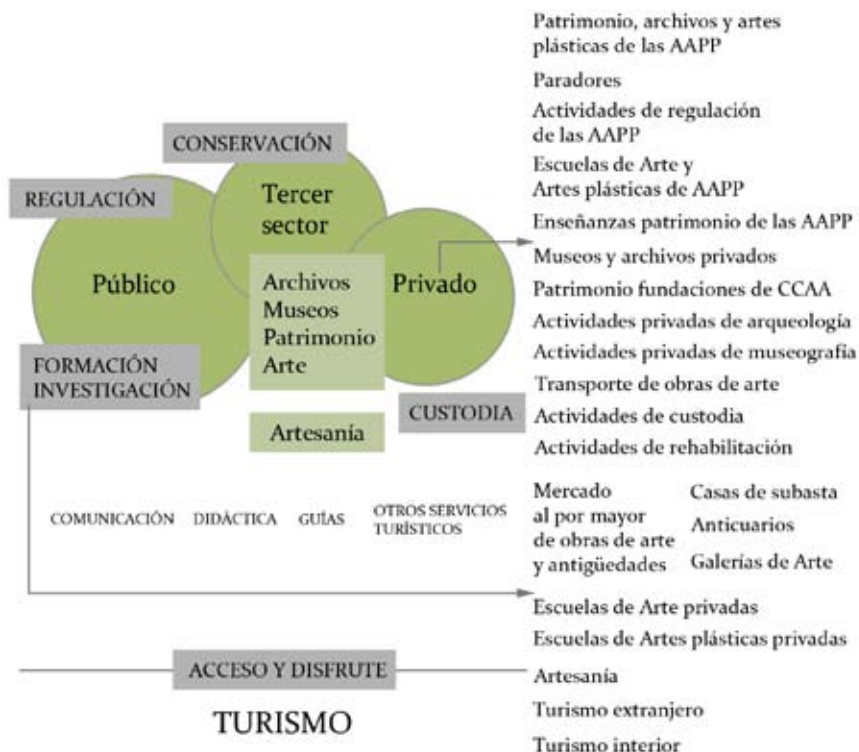 CONSERVACIÓN
REGULACIÓN
Tercer
sector
Público
Privado
Archivos
Museos
Patrimonio
Arte
FORMACIÓN
INVESTIGACIÓN
CUSTODIA
Artesanía
COMUNICACIÓN
DIDÁCTICA
GUÍAS
OTROS SERVICIOS
TURÍSTICOS
ACCESO Y DISFRUTE
TURISMO
Patrimonio, archivos y artes
plásticas de las AAPP
Paradores
Actividades de regulación
de las AAPP
Escuelas de Arte y
Artes plásticas de AAPP
Enseñanzas patrimonio de las AAPP
Museos y archivos privados
Patrimonio fundaciones de CCAA
Actividades privadas de arqueología
Actividades privadas de museografía
Transporte de obras de arte
Actividades de custodia
Actividades de rehabilitación
Mercado
al por mayor
de obras de arte
y antigüedades
Casas de subasta
Anticuarios
Galerías de Arte
Escuelas de Arte privadas
Escuelas de Artes plásticas privadas
Artesanía
Turismo extranjero
Turismo interior